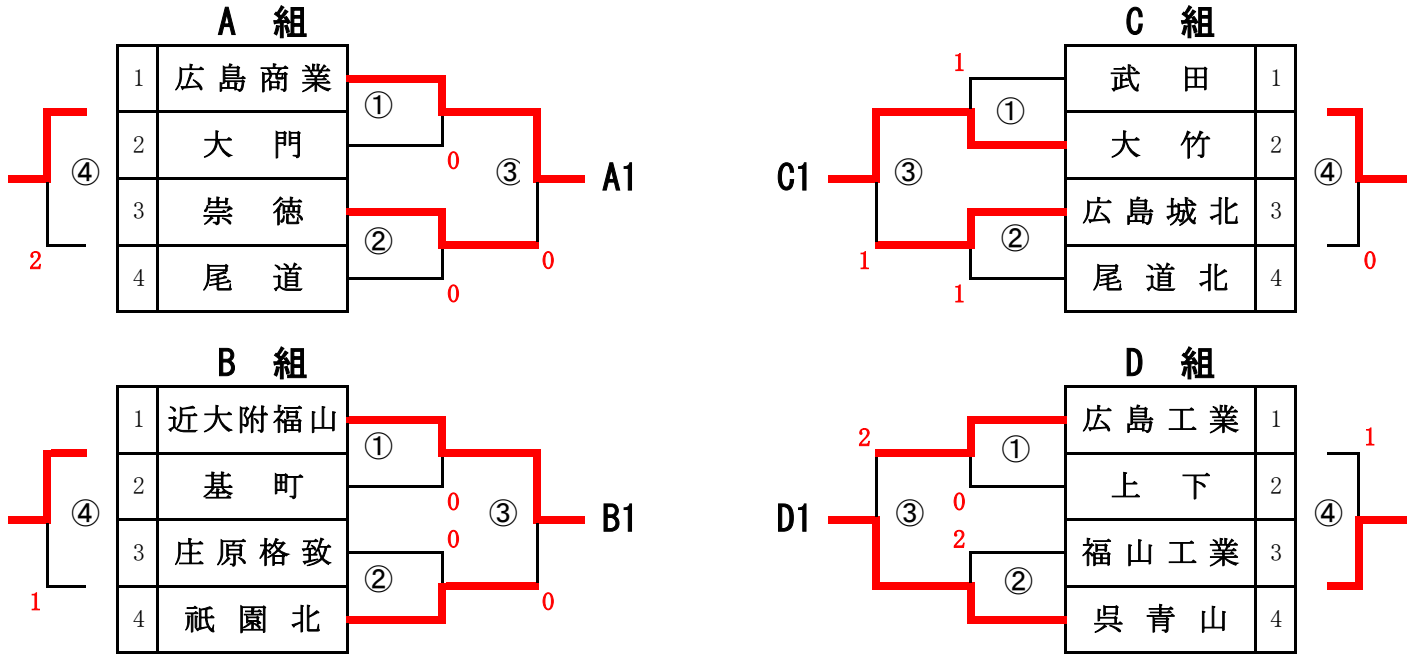 A 組
1 広島商業
①
2 大門
0
④
③
A1
3 崇徳
②
2
0
4 尾道
0
C 組
1
武田 1
①
大竹 2
C1
③
④
広島城北 3
②
1
0
尾道北 4
1
B 組
1 近大附福山
①
2 基町
0
④
③
B1
0
3 庄原格致
②
1
0
4 祇園北
D 組
2
広島工業 1
1
①
上下 2
0
D1
③
④
2
福山工業 3
②
呉青山 4